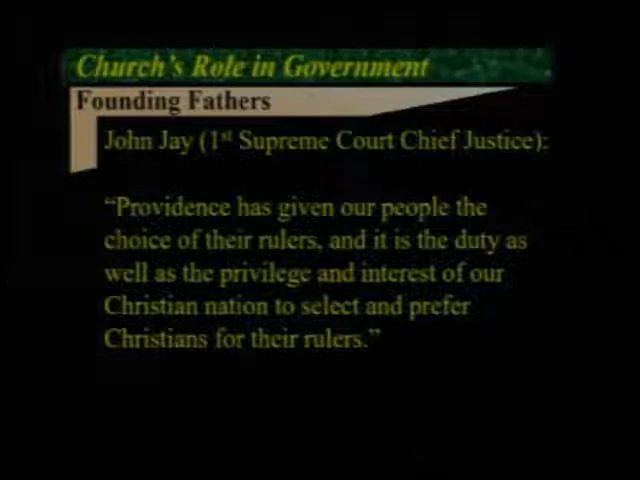 Church's Role in Government
Founding Fathers
John Jay (1st Supreme Court Chief Justice):
“Providence has given our people the
choice of their rulers, and it is the duty as
well as the privilege and interest of our
Christian nation to select and prefer
Christians for their rulers.”